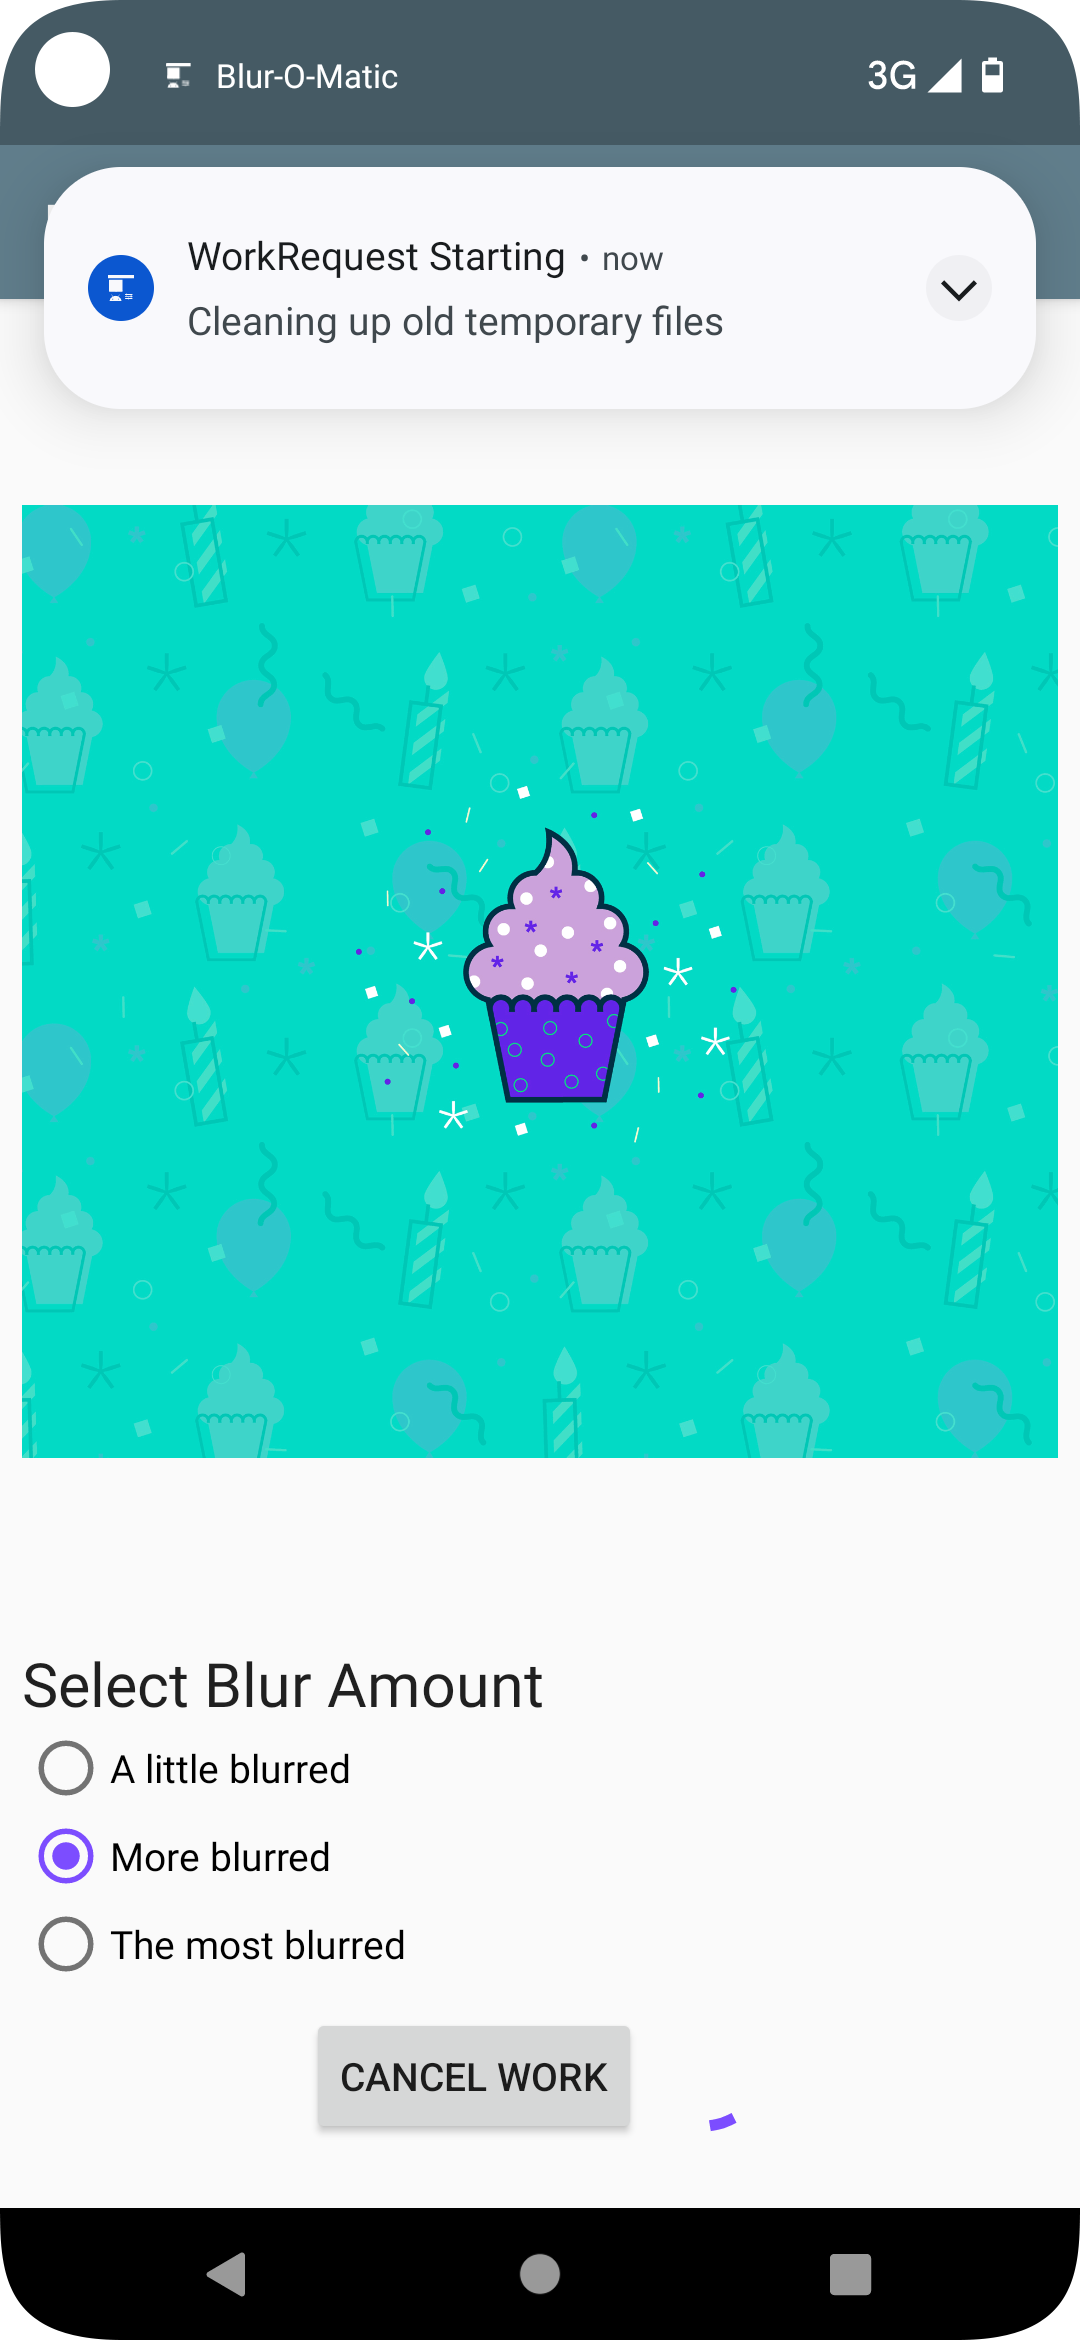 Blur-O-Matic
3G
WorkRequest Starting • now
Cleaning up old temporary files
Select Blur Amount
A little blurred
More blurred
The most blurred
CANCEL WORK